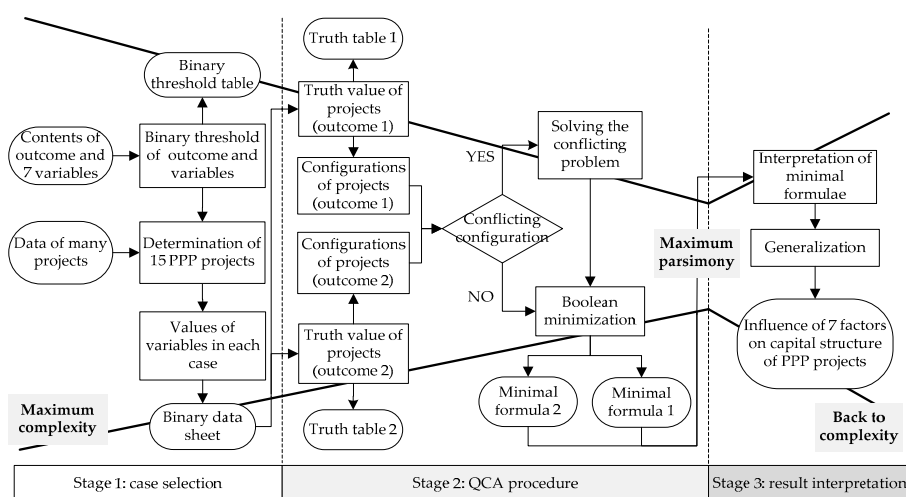 Binary
threshold table
Contents of
outcome and
7 variables
Binary threshold
of outcome and
variables
Data of many
projects
Determination of
15 PPP projects
Values of
variables in each
case
Maximum
complexity
Binary data
sheet
Truth table 1
Truth value of
projects
(outcome 1)
Configurations
of projects
(outcome 1)
Configurations
of projects
(outcome 2)
Truth value of
projects
(outcome 2)
Truth table 2
YES
Conflicting
configuration
NO
Solving the
conflicting
problem
Boolean
minimization
Minimal
formula 2
Minimal
formula 1
Maximum
parsimony
Interpretation of
minimal
formulae
Generalization
Influence of 7 factors
on capital structure
of PPP projects
Back to
complexity
Stage 1: case selection
Stage 2: QCA procedure
Stage 3: result interpretation